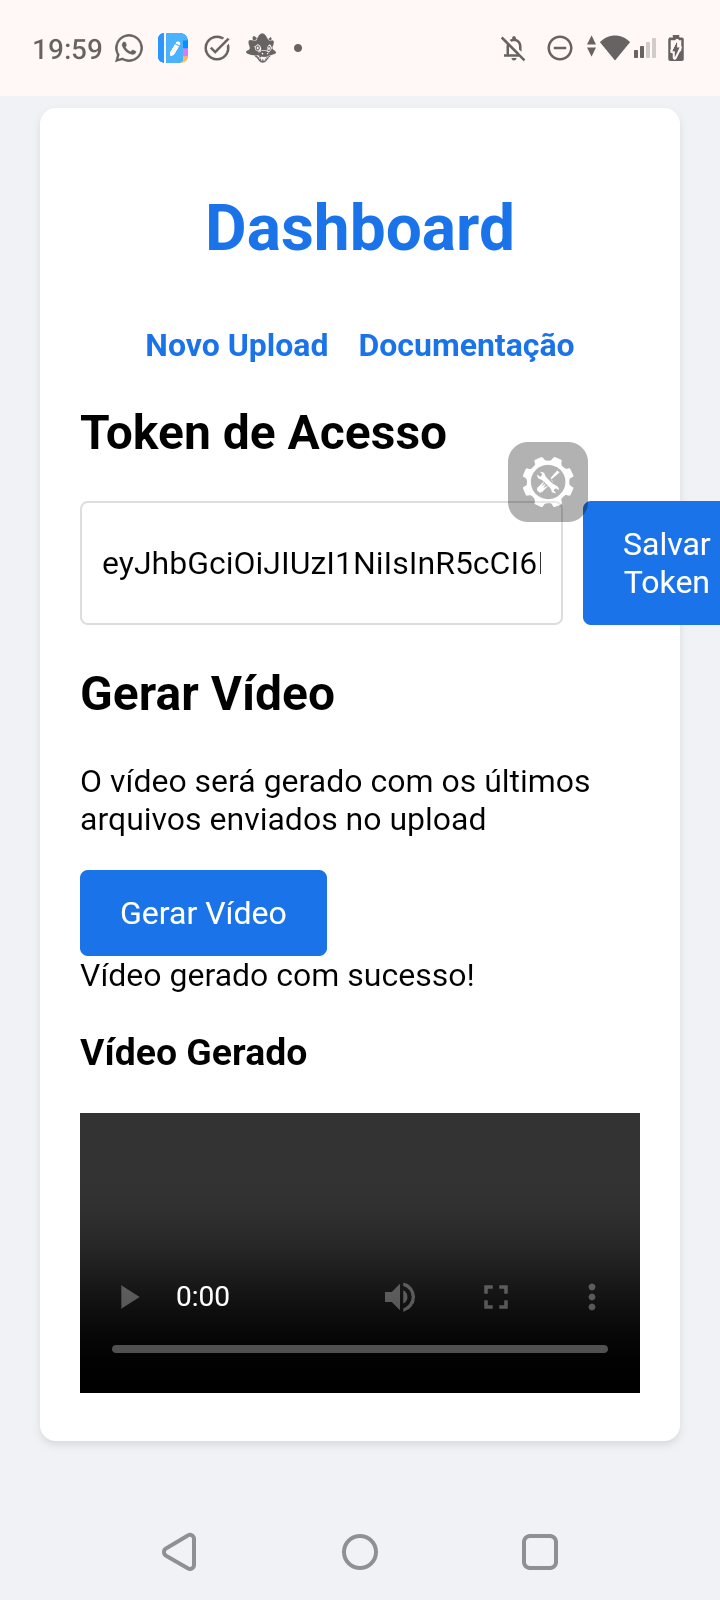 19:59
Dashboard
Novo Upload Documentação
Token de Acesso
eyJhbGciOiJIUzI1NiIsInR5cCI6I
Salvar
Token
Gerar Vídeo
O vídeo será gerado com os últimos
arquivos enviados no upload
Gerar Vídeo
Vídeo gerado com sucesso!
Vídeo Gerado
0:00